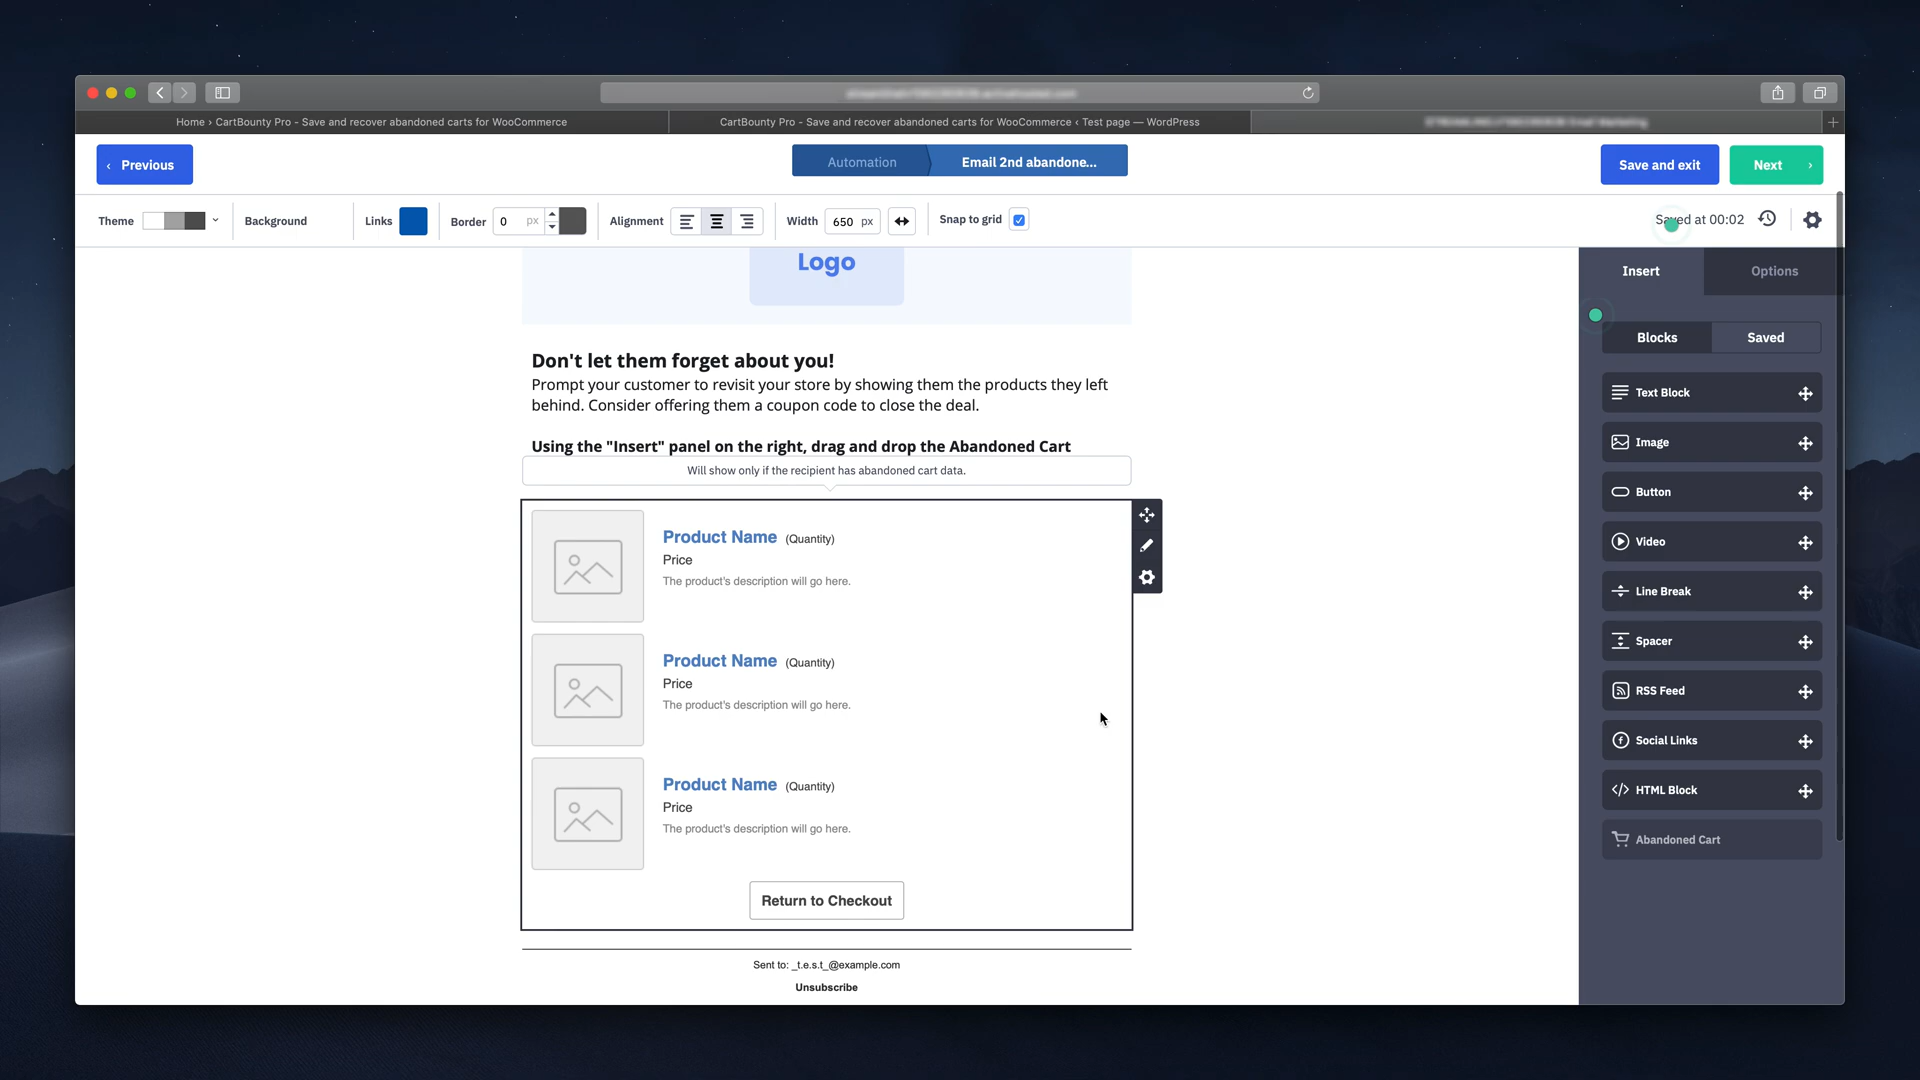 Home › CartBounty Pro - Save and recover abandoned carts for WooCommerce
CartBounty Pro - Save and recover abandoned carts for WooCommerce ‹ Test page — WordPress
‹ Previous
Automation
Email 2nd abandone...
Save and exit
Next ›
Theme
Background
Links
Border 0 px
Alignment
Width 650 px
Snap to grid
Saved at 00:02
Logo
Insert
Options
Blocks
Saved
Don't let them forget about you!
Prompt your customer to revisit your store by showing them the products they left
behind. Consider offering them a coupon code to close the deal.
Using the "Insert" panel on the right, drag and drop the Abandoned Cart
Will show only if the recipient has abandoned cart data.
Product Name (Quantity)
Price
The product's description will go here.
Product Name (Quantity)
Price
The product's description will go here.
Product Name (Quantity)
Price
The product's description will go here.
Return to Checkout
Sent to: _t.e.s.t_@example.com
Unsubscribe
Text Block
Image
Button
Video
Line Break
Spacer
RSS Feed
Social Links
HTML Block
Abandoned Cart